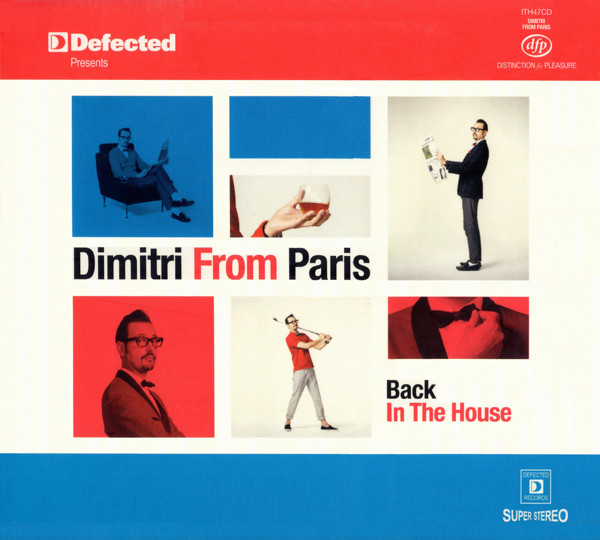 Defected
Presents
ITH47CD
DIMITRI
FROM PARIS
dfp
DISTINCTION for PLEASURE
Dimitri From Paris
Back
In The House
DEFECTED
D
RECORDS
SUPER STEREO